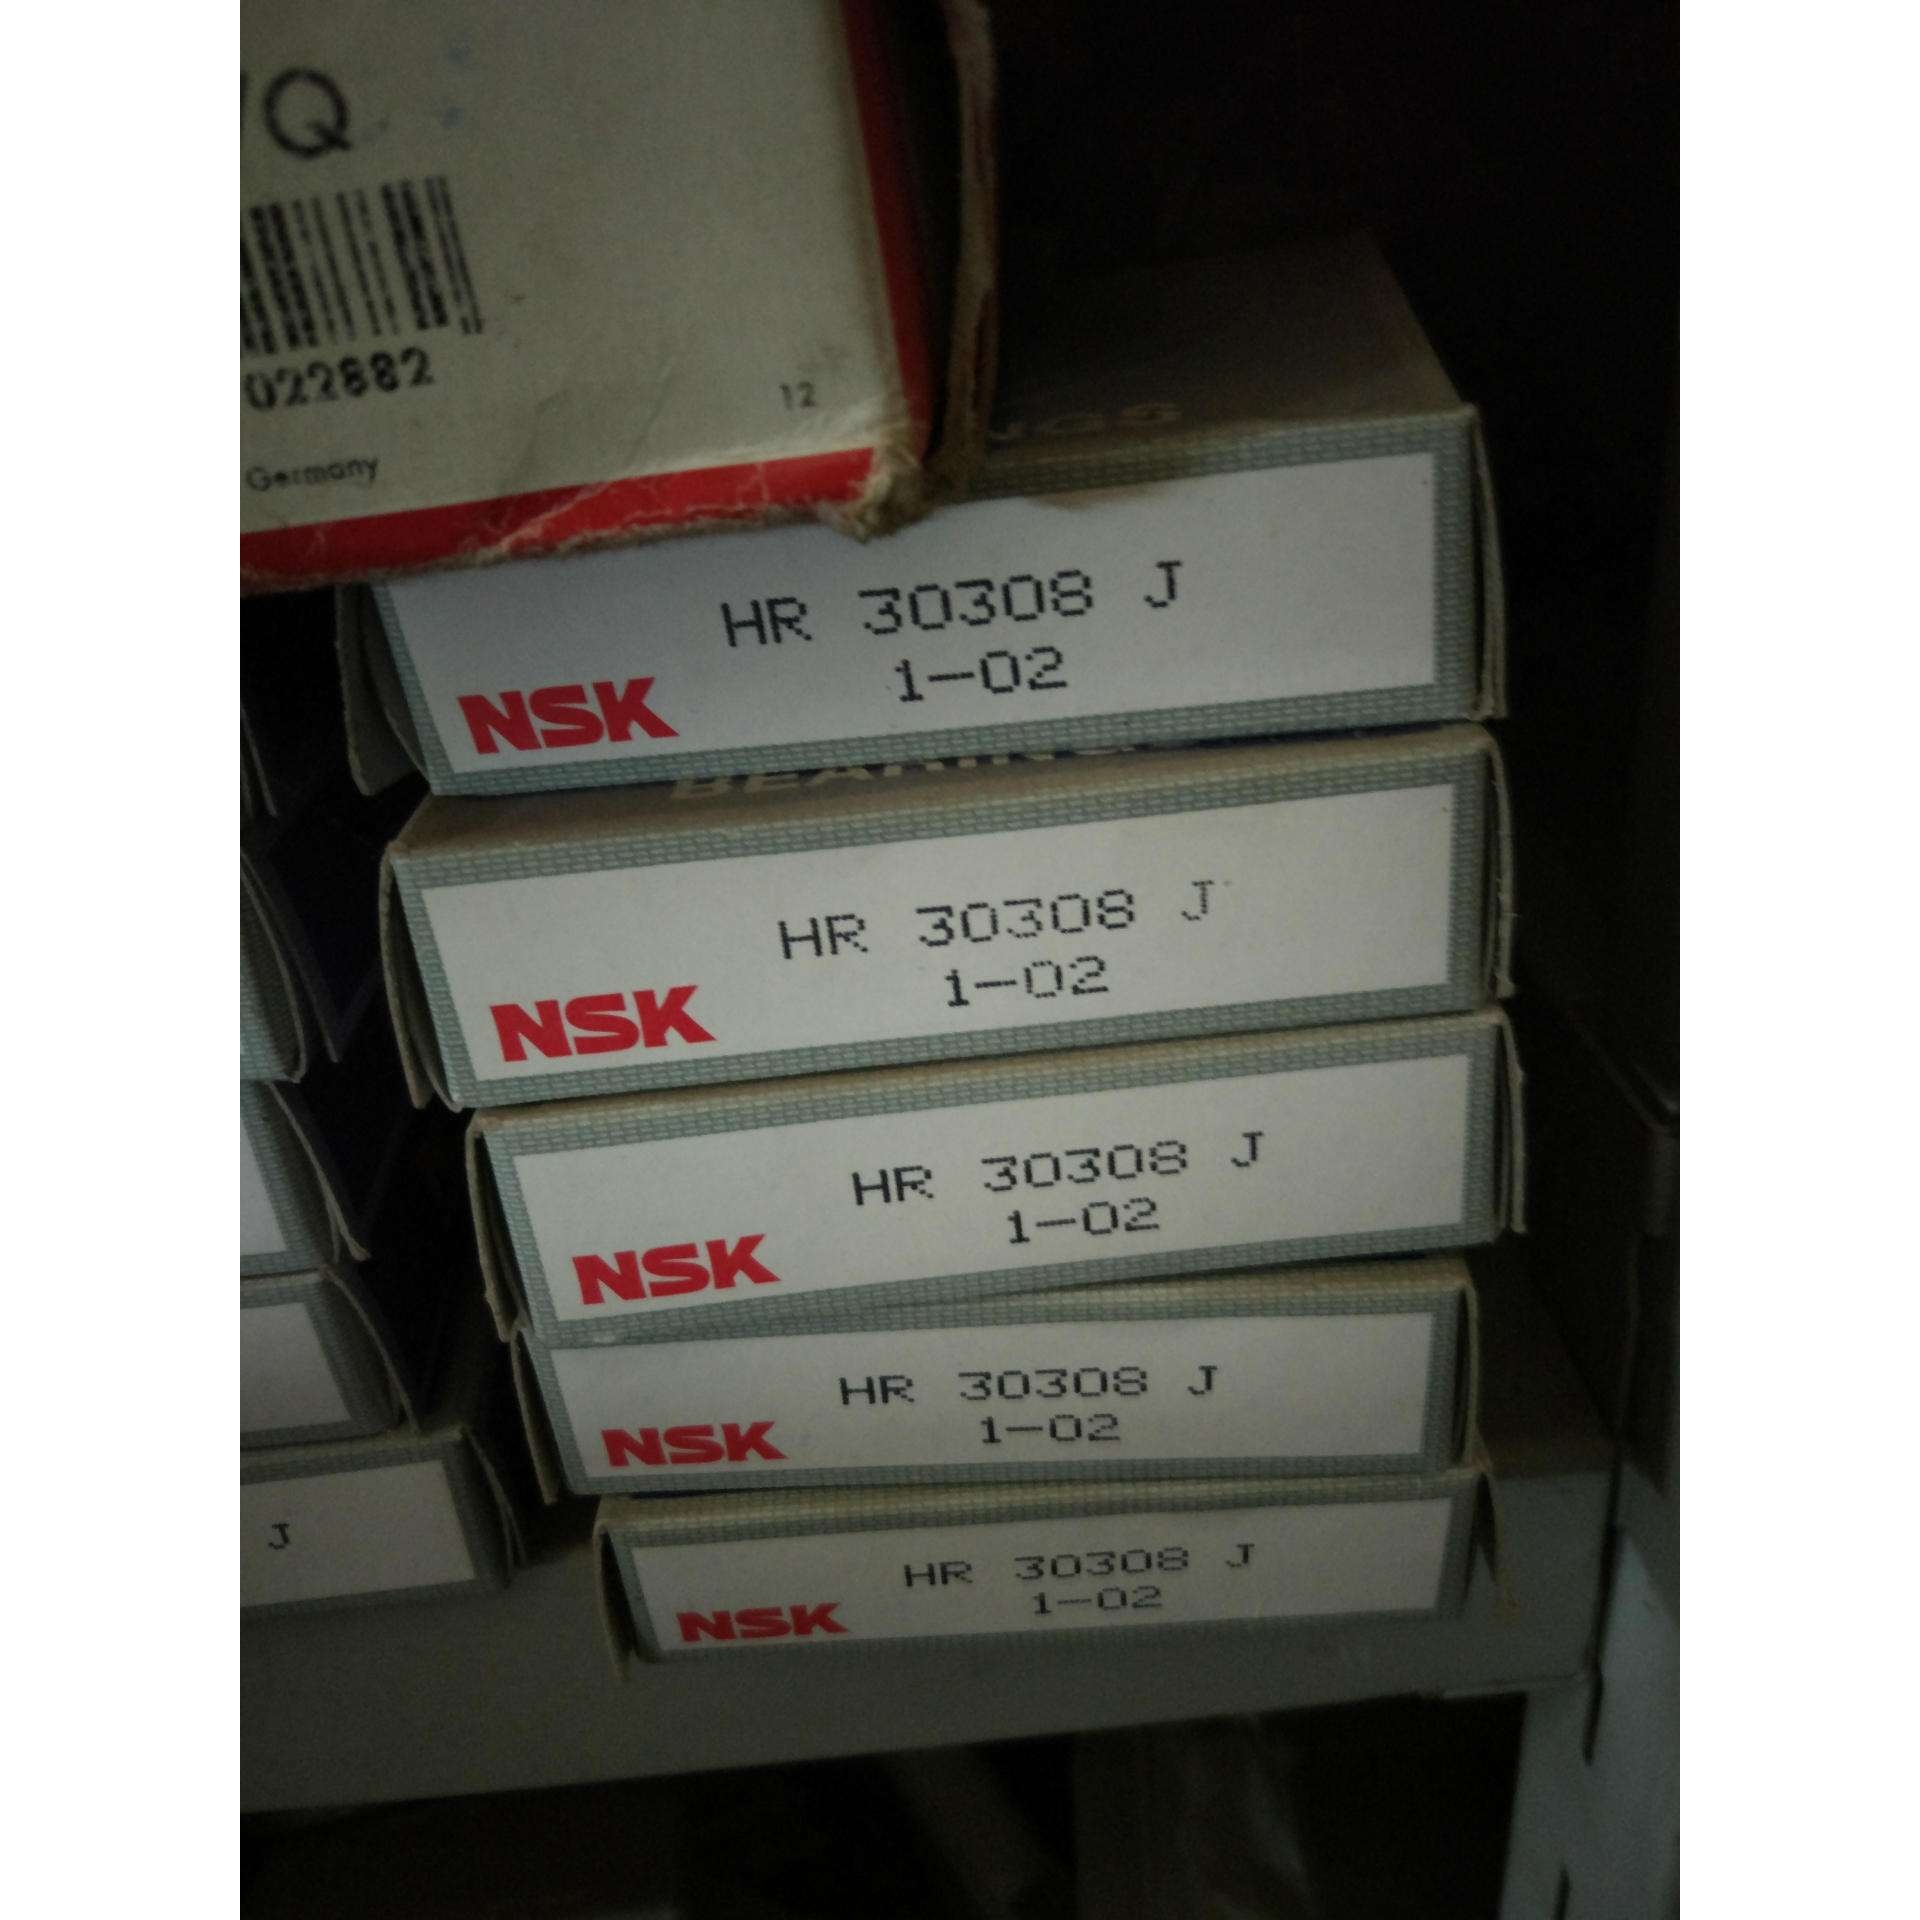 Q
022882
12
Germany
HR 30308 J
1-02
NSK
BEARINGS
HR 30308 J
1-02
NSK
HR 30308 J
1-02
NSK
HR 30308 J
1-02
NSK
J
HR 30308 J
1-02
NSK